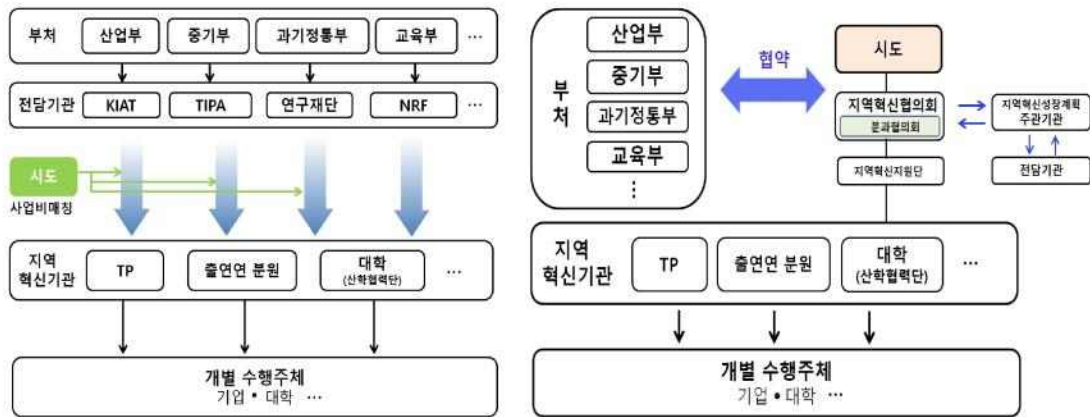 부처
산업부
중기부
과기정통부
교육부
...
전담기관
KIAT
TIPA
연구재단
NRF
...
시도
사업비매칭
지역
혁신기관
TP
출연연 분원
대학
(산학협력단)
...
개별 수행주체
기업 • 대학 ...
부
처
산업부
중기부
과기정통부
교육부
⋮
협약
시도
지역혁신협의회
분과협의회
지역혁신성장계획
주관기관
전담기관
지역혁신지원단
지역
혁신기관
TP
출연연 분원
대학
(산학협력단)
...
개별 수행주체
기업 • 대학 ...